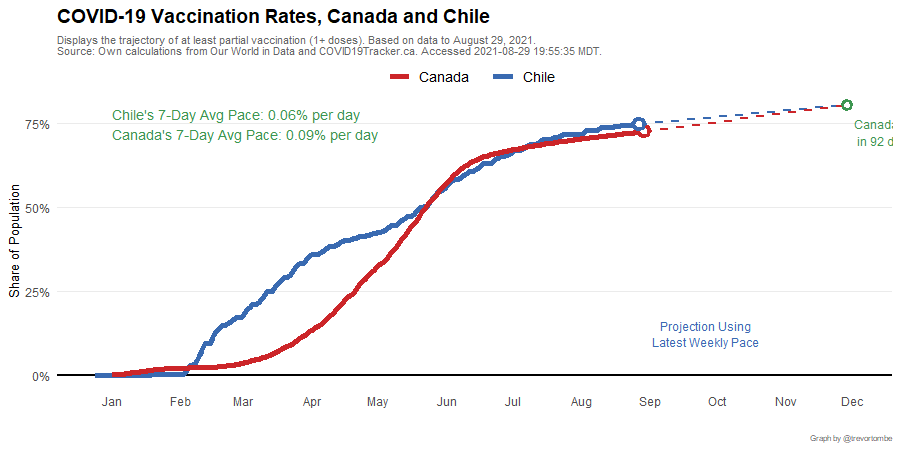 COVID-19 Vaccination Rates, Canada and Chile
Displays the trajectory of at least partial vaccination (1+ doses). Based on data to August 29, 2021.
Source: Own calculations from Our World in Data and COVID19Tracker.ca. Accessed 2021-08-29 19:55:35 MDT.
Canada Chile
Chile's 7-Day Avg Pace: 0.06% per day
Canada's 7-Day Avg Pace: 0.09% per day
Canada
in 92 d
75%
50%
25%
0%
Share of Population
Projection Using
Latest Weekly Pace
Jan Feb Mar Apr May Jun Jul Aug Sep Oct Nov Dec
Graph by @trevortombe